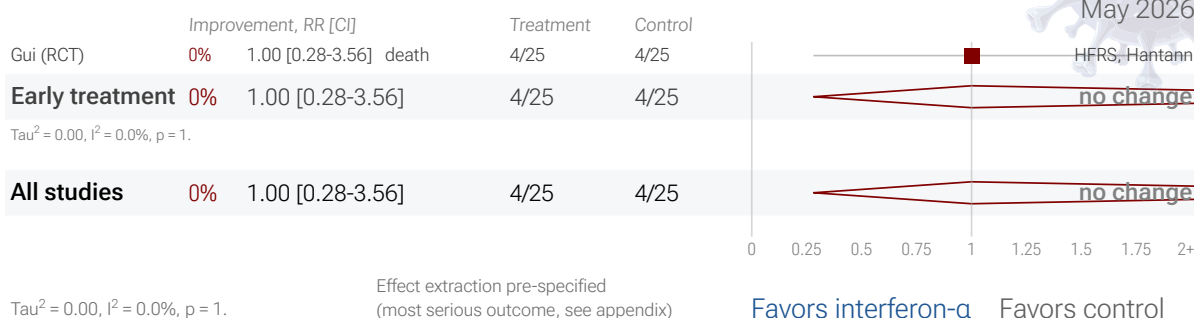 May 2026
Improvement, RR [CI] Treatment Control
Gui (RCT) 0% 1.00 [0.28-3.56] death 4/25 4/25 HFRS, Hantann
Early treatment 0% 1.00 [0.28-3.56] 4/25 4/25 no change
Tau² = 0.00, I² = 0.0%, p = 1.
All studies 0% 1.00 [0.28-3.56] 4/25 4/25 no change
0 0.25 0.5 0.75 1 1.25 1.5 1.75 2+
Effect extraction pre-specified
Tau² = 0.00, I² = 0.0%, p = 1. (most serious outcome, see appendix) Favors interferon-α Favors control